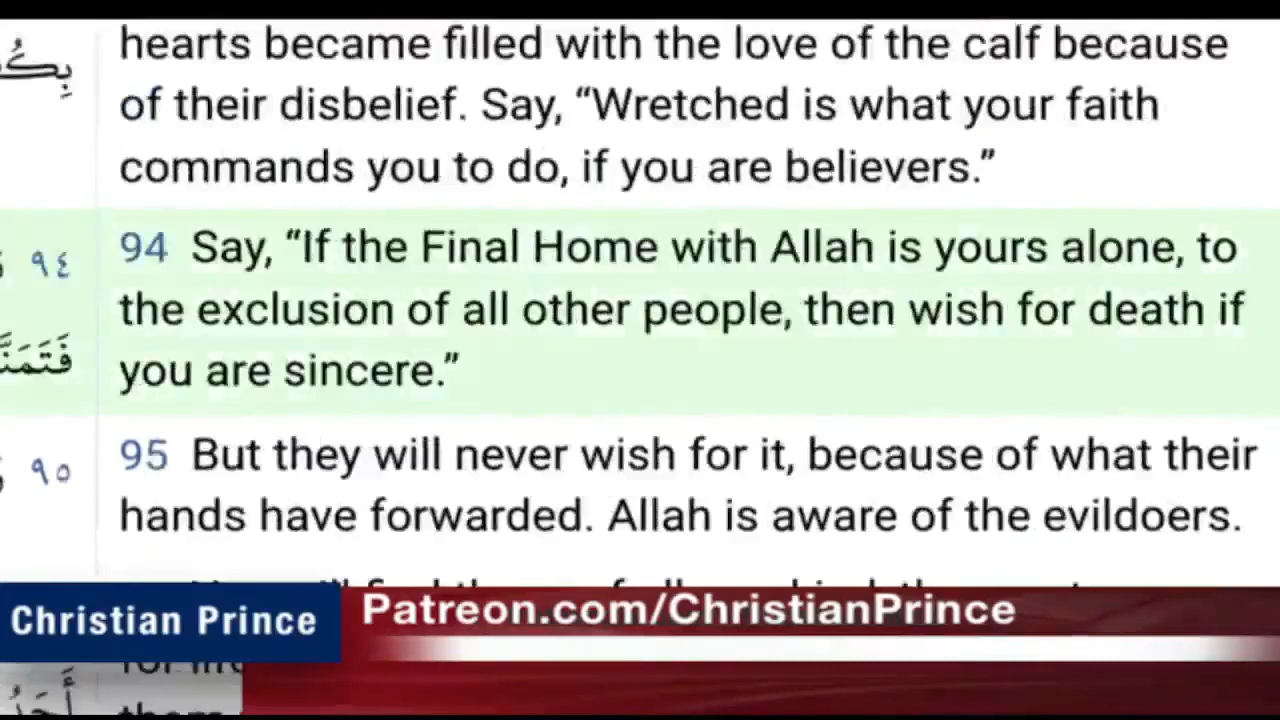 hearts became filled with the love of the calf because
of their disbelief. Say, “Wretched is what your faith
commands you to do, if you are believers.”
٩٤
94 Say, “If the Final Home with Allah is yours alone, to
the exclusion of all other people, then wish for death if
you are sincere.”
٩٥
95 But they will never wish for it, because of what their
hands have forwarded. Allah is aware of the evildoers.
Christian Prince
Patreon.com/ChristianPrince